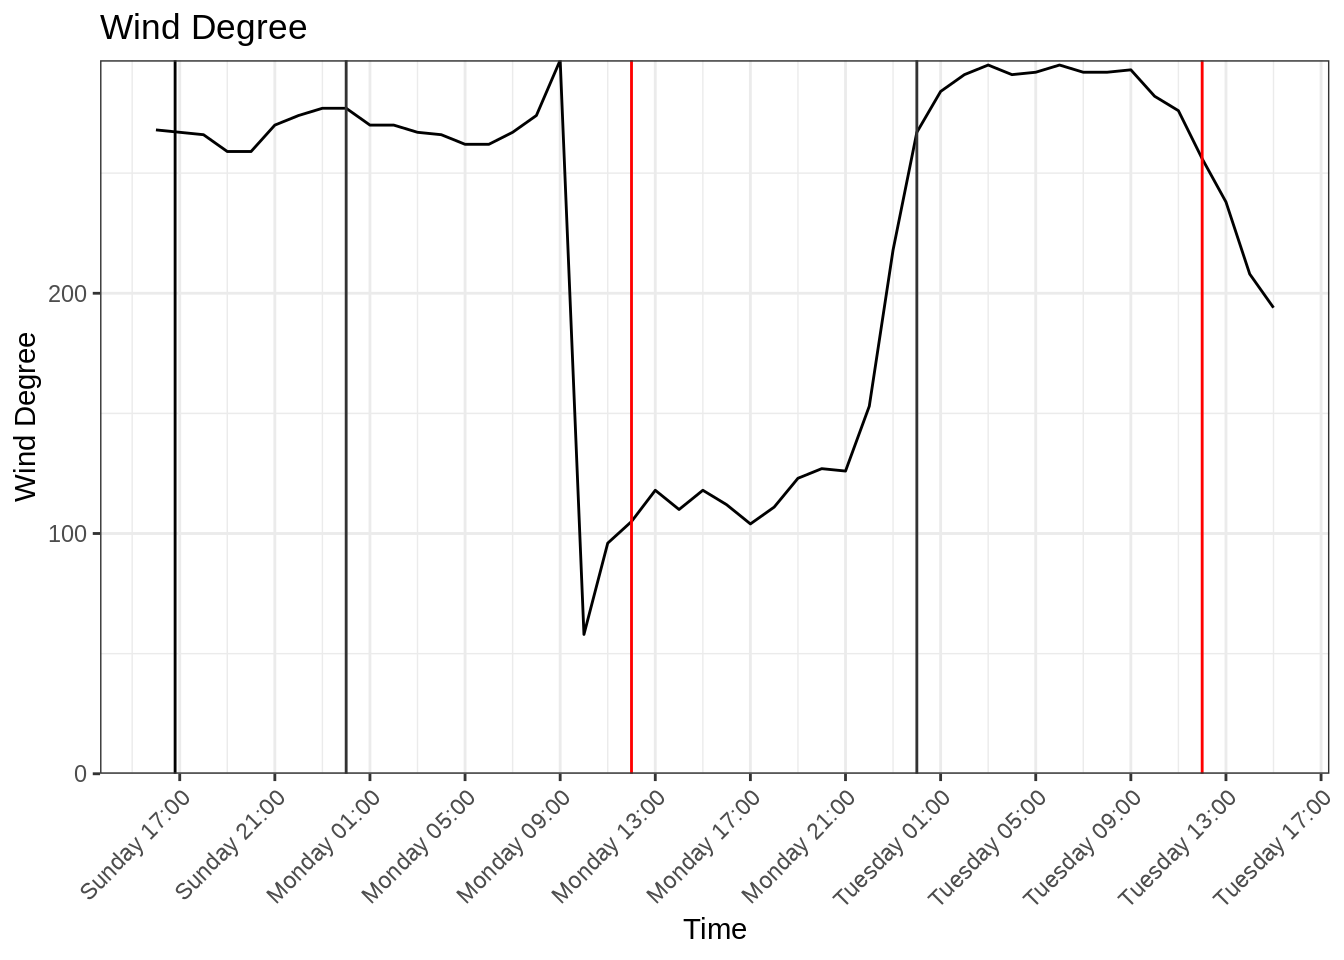 Wind Degree
Wind Degree
200
100
0
Sunday 17:00
Sunday 21:00
Monday 01:00
Monday 05:00
Monday 09:00
Monday 13:00
Monday 17:00
Monday 21:00
Tuesday 01:00
Tuesday 05:00
Tuesday 09:00
Tuesday 13:00
Tuesday 17:00
Time